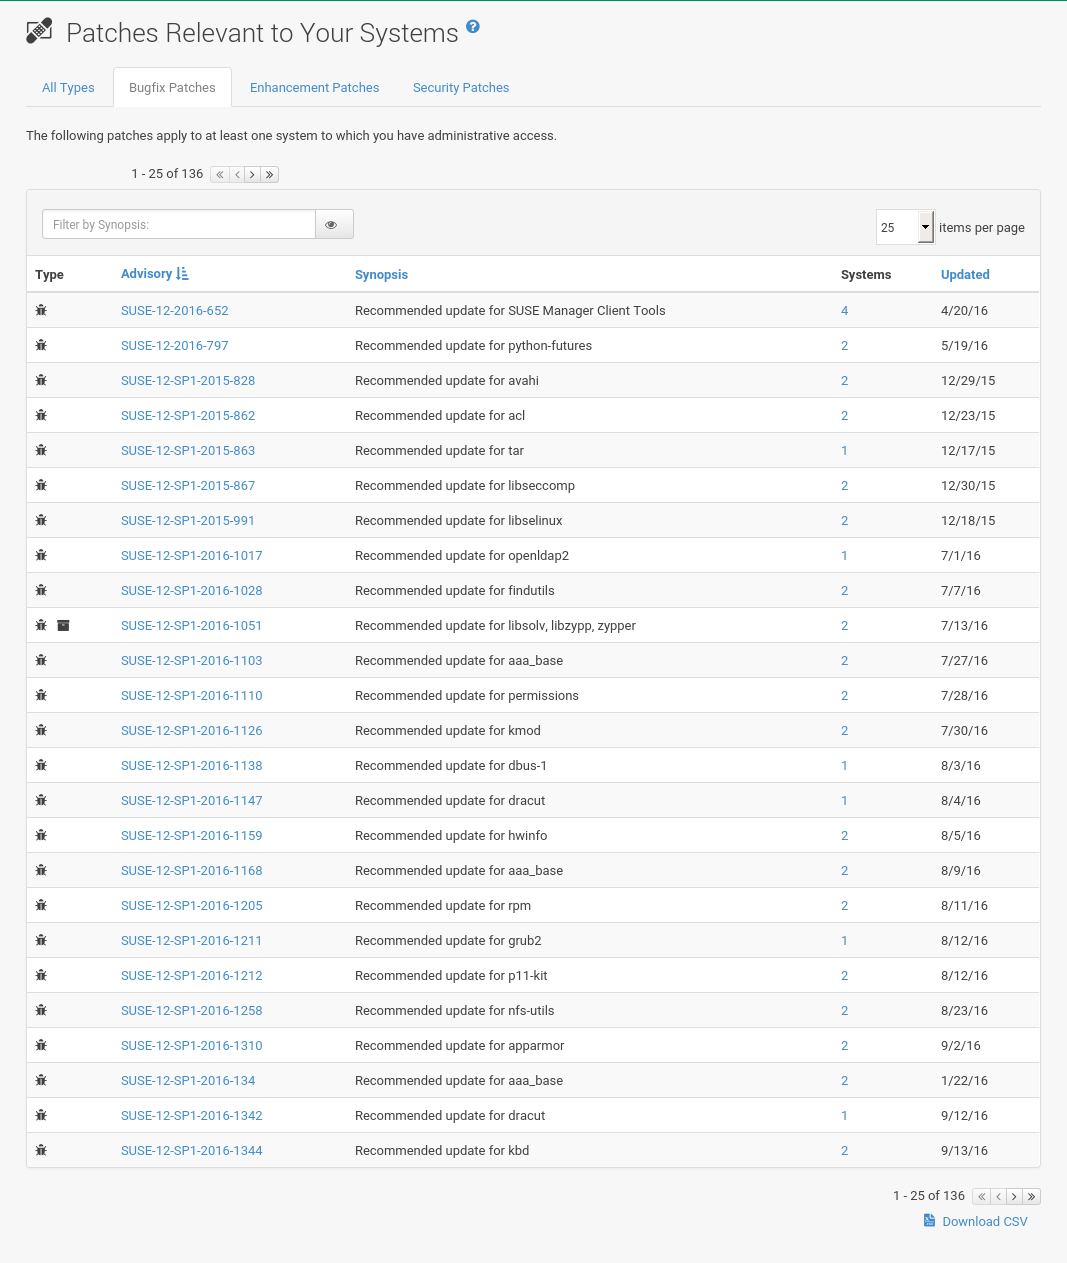 Patches Relevant to Your Systems ?
All Types Bugfix Patches Enhancement Patches Security Patches
The following patches apply to at least one system to which you have administrative access.
1 - 25 of 136
Filter by Synopsis: 25 items per page
Type Advisory Synopsis Systems Updated
SUSE-12-2016-652 Recommended update for SUSE Manager Client Tools 4 4/20/16
SUSE-12-2016-797 Recommended update for python-futures 2 5/19/16
SUSE-12-SP1-2015-828 Recommended update for avahi 2 12/29/15
SUSE-12-SP1-2015-862 Recommended update for acl 2 12/23/15
SUSE-12-SP1-2015-863 Recommended update for tar 1 12/17/15
SUSE-12-SP1-2015-867 Recommended update for libseccomp 2 12/30/15
SUSE-12-SP1-2015-991 Recommended update for libselinux 2 12/18/15
SUSE-12-SP1-2016-1017 Recommended update for openldap2 1 7/1/16
SUSE-12-SP1-2016-1028 Recommended update for findutils 2 7/7/16
SUSE-12-SP1-2016-1051 Recommended update for libsolv, libzypp, zypper 2 7/13/16
SUSE-12-SP1-2016-1103 Recommended update for aaa_base 2 7/27/16
SUSE-12-SP1-2016-1110 Recommended update for permissions 2 7/28/16
SUSE-12-SP1-2016-1126 Recommended update for kmod 2 7/30/16
SUSE-12-SP1-2016-1138 Recommended update for dbus-1 1 8/3/16
SUSE-12-SP1-2016-1147 Recommended update for dracut 1 8/4/16
SUSE-12-SP1-2016-1159 Recommended update for hwinfo 2 8/5/16
SUSE-12-SP1-2016-1168 Recommended update for aaa_base 2 8/9/16
SUSE-12-SP1-2016-1205 Recommended update for rpm 2 8/11/16
SUSE-12-SP1-2016-1211 Recommended update for grub2 1 8/12/16
SUSE-12-SP1-2016-1212 Recommended update for p11-kit 2 8/12/16
SUSE-12-SP1-2016-1258 Recommended update for nfs-utils 2 8/23/16
SUSE-12-SP1-2016-1310 Recommended update for apparmor 2 9/2/16
SUSE-12-SP1-2016-134 Recommended update for aaa_base 2 1/22/16
SUSE-12-SP1-2016-1342 Recommended update for dracut 1 9/12/16
SUSE-12-SP1-2016-1344 Recommended update for kbd 2 9/13/16
1 - 25 of 136
Download CSV